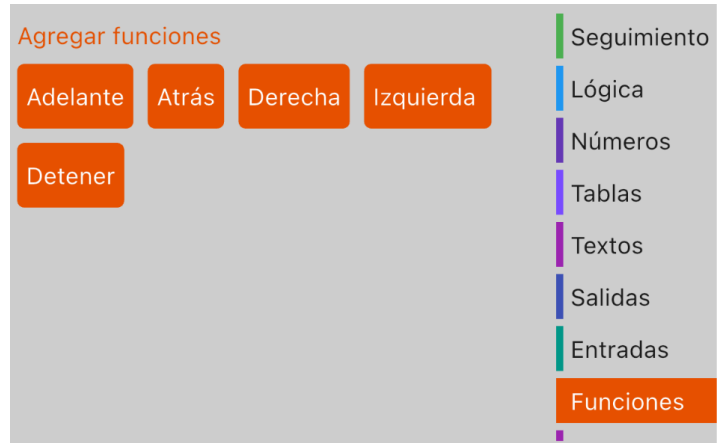 Agregar funciones
Adelante Atrás Derecha Izquierda
Detener
Seguimiento
Lógica
Números
Tablas
Textos
Salidas
Entradas
Funciones